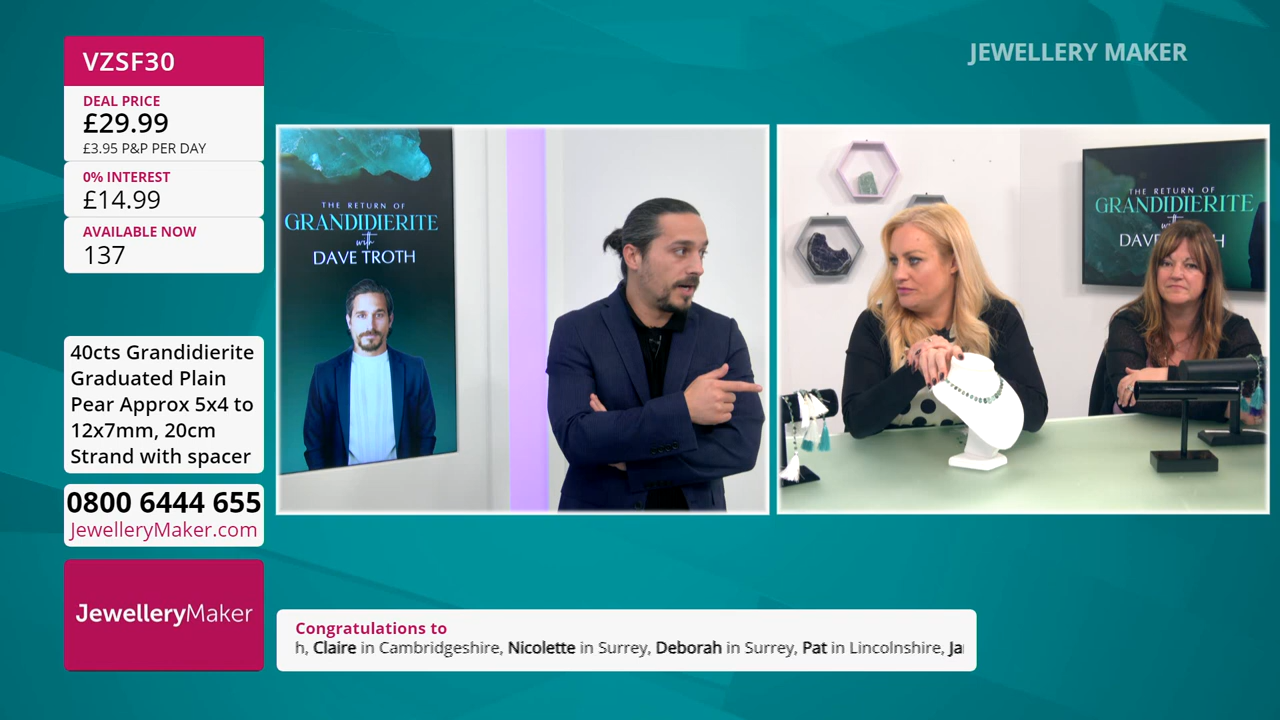 VZSF30
DEAL PRICE
£29.99
£3.95 P&P PER DAY
0% INTEREST
£14.99
AVAILABLE NOW
137
40cts Grandidierite
Graduated Plain
Pear Approx 5x4 to
12x7mm, 20cm
Strand with spacer
0800 6444 655
JewelleryMaker.com
JewelleryMaker
JEWELLERY MAKER
THE RETURN OF
GRANDIDIERITE
with
DAVE TROTH
THE RETURN OF
GRANDIDIERITE
DAVE
H
Congratulations to
h, Claire in Cambridgeshire, Nicolette in Surrey, Deborah in Surrey, Pat in Lincolnshire, Ja